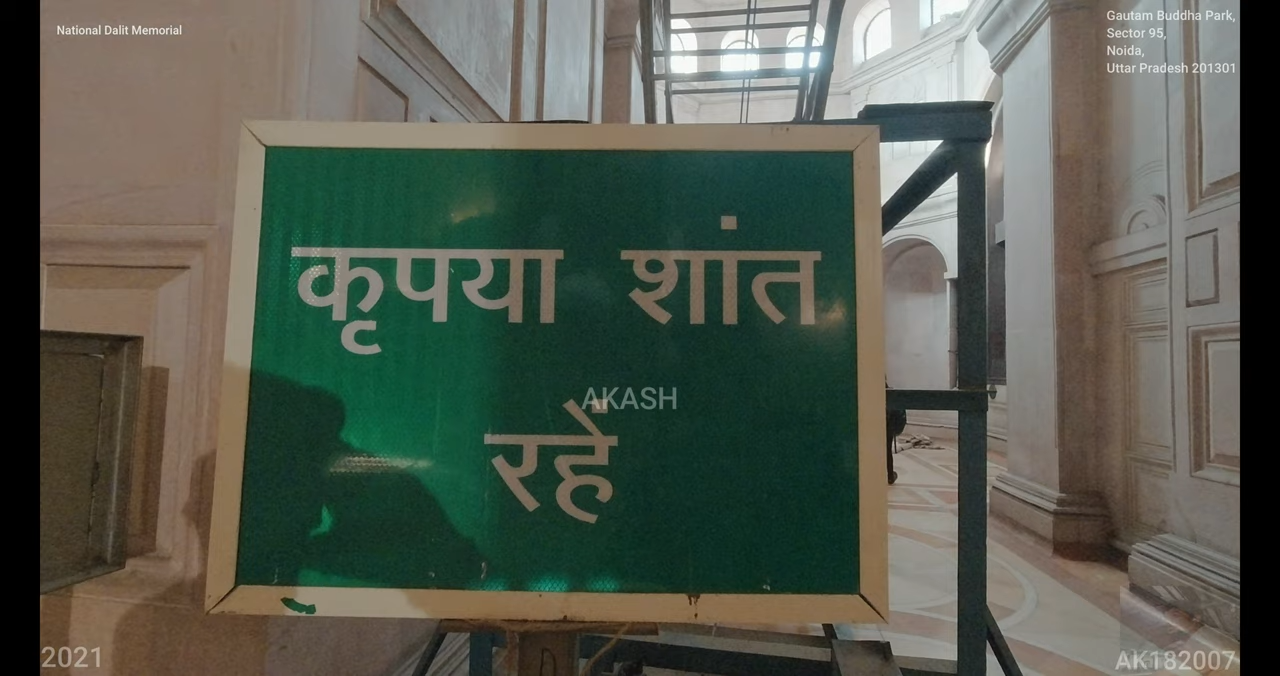 National Dalit Memorial
Gautam Buddha Park,
Sector 95,
Noida,
Uttar Pradesh 201301
कृपया शांत
AKASH
रहें
2021
AK182007